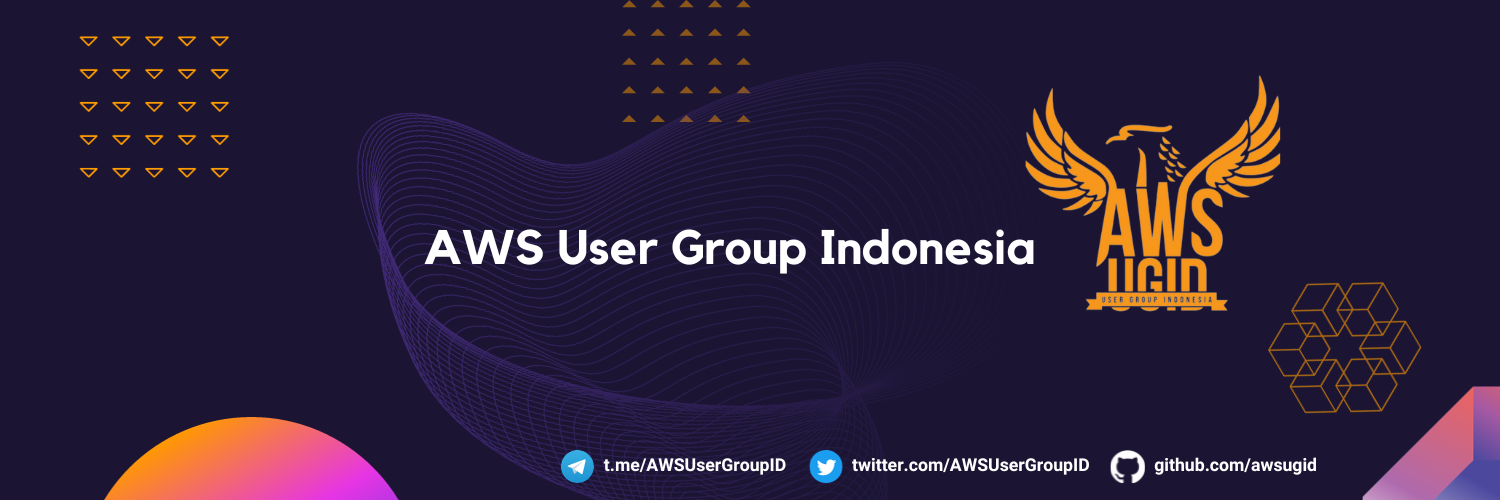 AWS User Group Indonesia
AWS
UGID
USER GROUP INDONESIA
t.me/AWSUserGroupID
twitter.com/AWSUserGroupID
github.com/awsugid